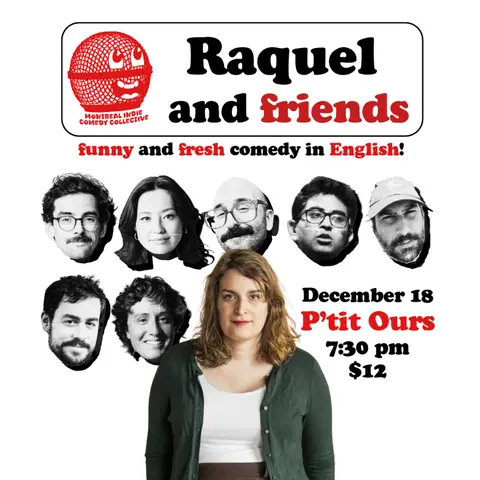 Raquel
and friends
MONTREAL INDIE
COMEDY COLLECTIVE
funny and fresh comedy in English!
December 18
P'tit Ours
7:30 pm
$12